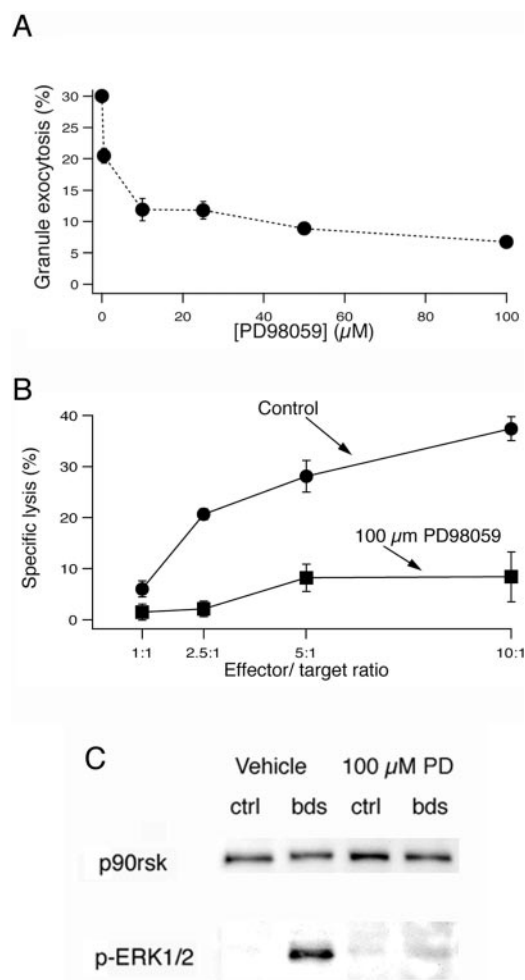 A
Granule exocytosis (%)
30
25
20
15
10
5
0
0 20 40 60 80 100
[PD98059] (µM)
B
Specific lysis (%)
40
30
20
10
0
Control
100 µm PD98059
1:1 2.5:1 5:1 10:1
Effector/ target ratio
C
Vehicle 100 µM PD
ctrl bds ctrl bds
p90rsk
p-ERK1/2